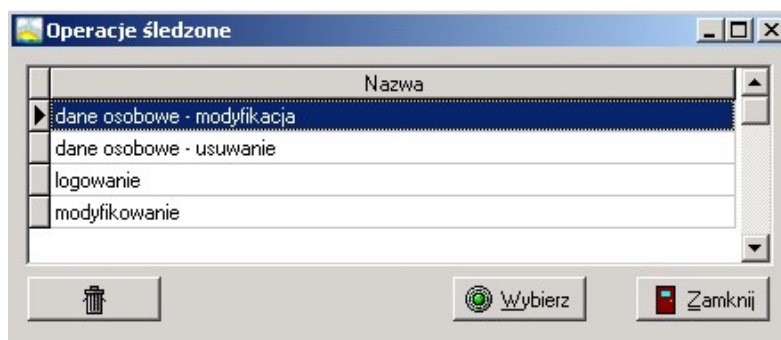 Operacje śledzone
Nazwa
dane osobowe - modyfikacja
dane osobowe - usuwanie
logowanie
modyfikowanie
Wybierz Zamknij